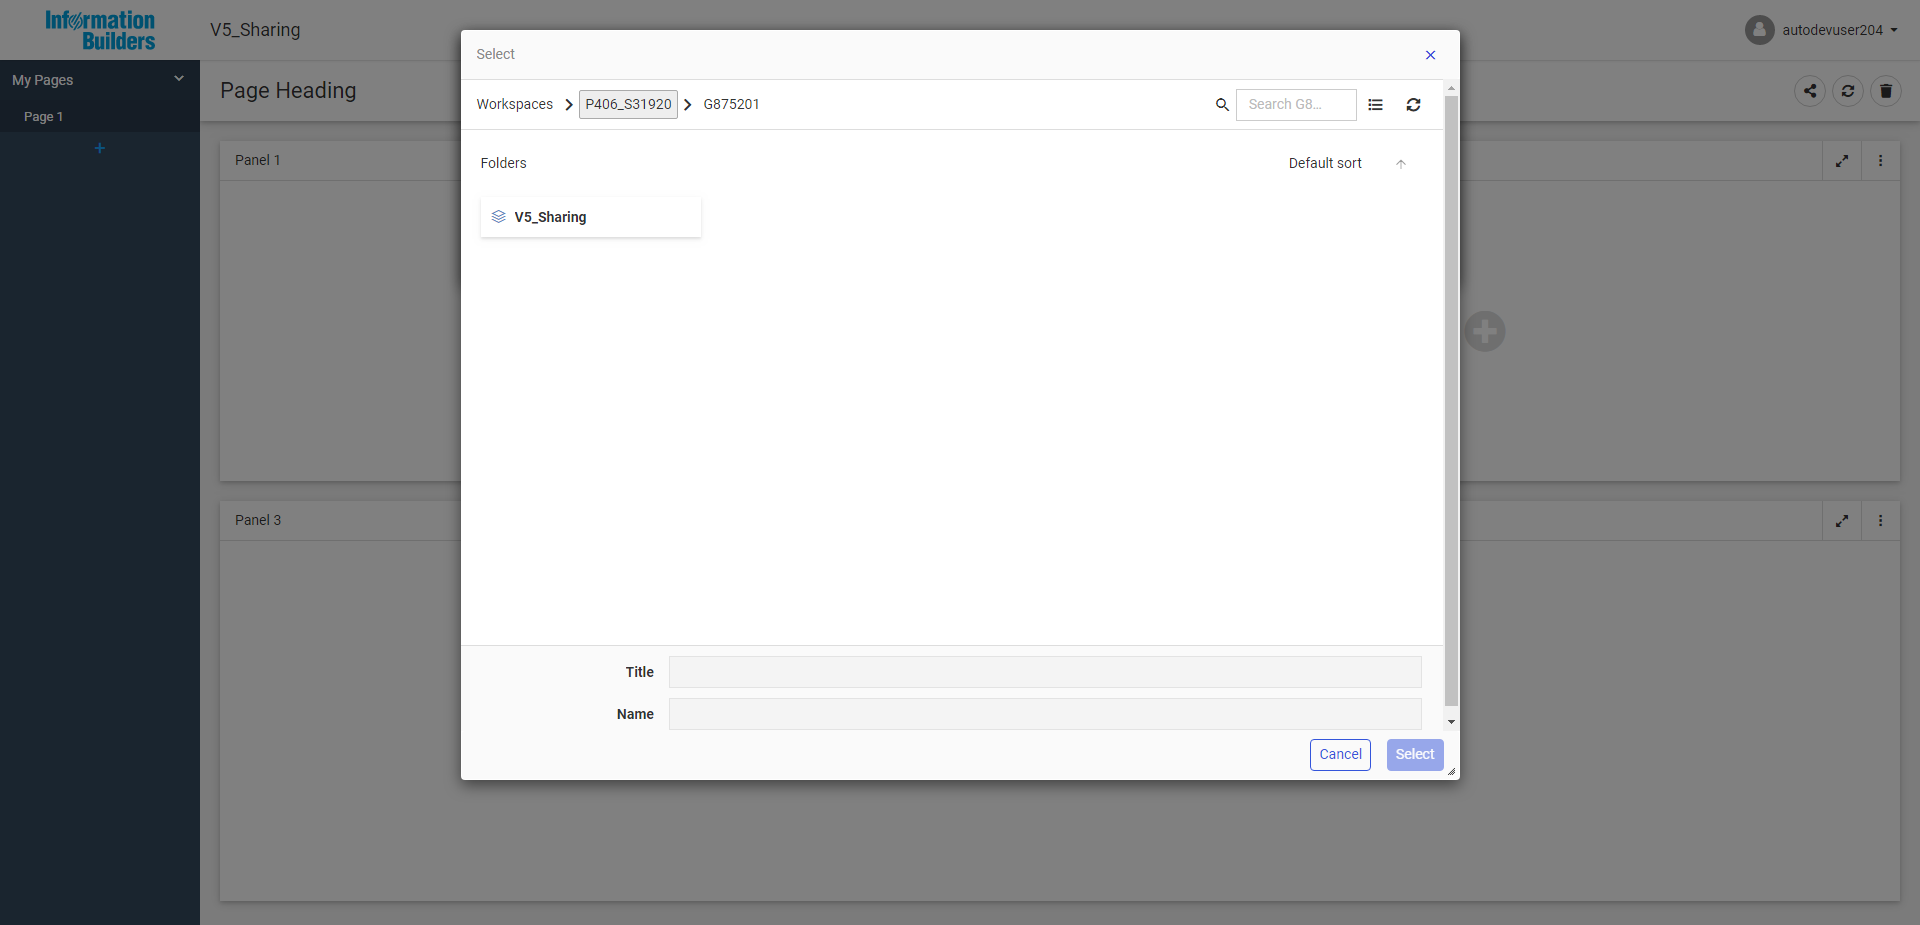 Information
Builders
V5_Sharing
autodevuser204
My Pages
Page 1
Page Heading
Panel 1
Panel 3
Select
Workspaces
P406_S31920
G875201
Search G8...
Folders
Default sort
V5_Sharing
Title
Name
Cancel
Select